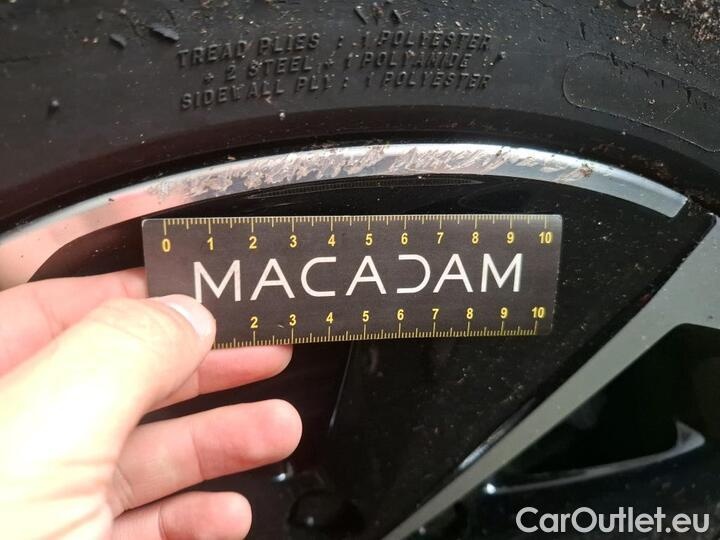 TREAD PLIES : 1 POLYESTER
+ 2 STEEL + 1 POLYAMIDE
SIDEWALL PLY : 1 POLYESTER
0 1 2 3 4 5 6 7 8 9 10
MACADAM
2 3 4 5 6 7 8 9 10
CarOutlet.eu